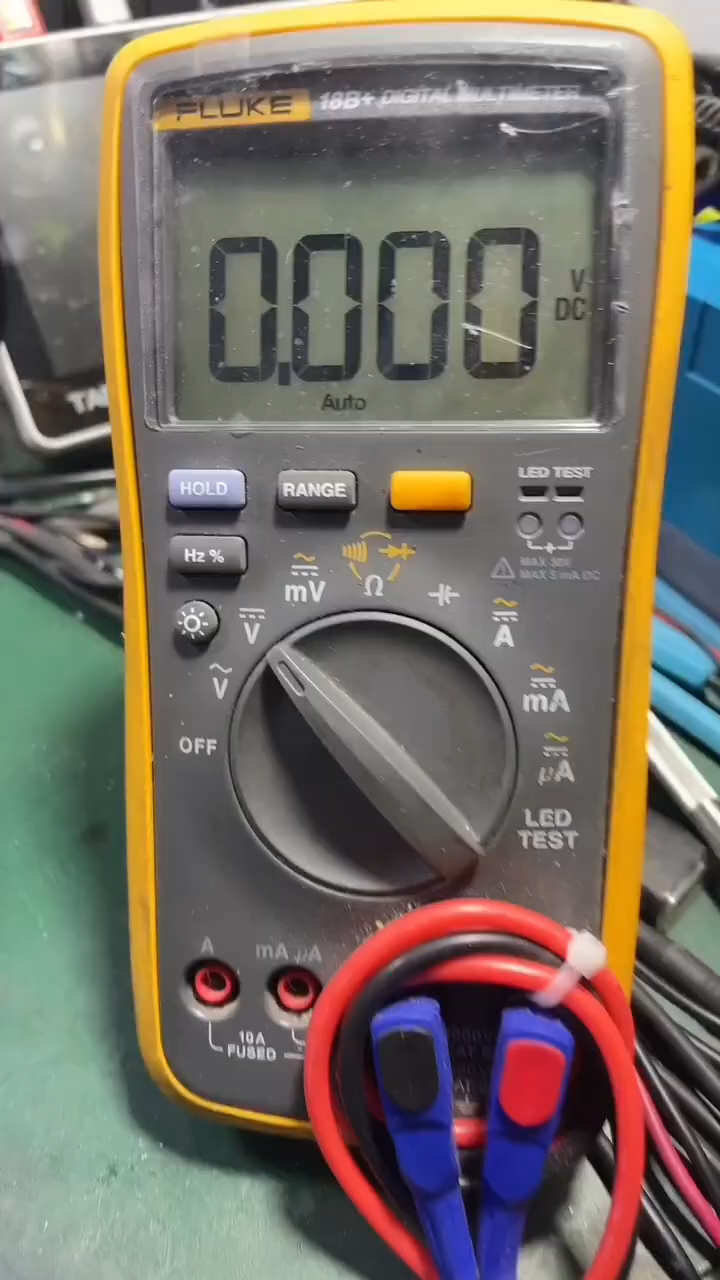 FLUKE 18B+ DIGITAL MULTIMETER
0.000
V
DC
Auto
HOLD
RANGE
LED TEST
Hz %
MAX 30V
MAX 5 mA DC
mV
Ω
V
A
V
mA
OFF
μA
LED
TEST
A
mA μA
10A
FUSED